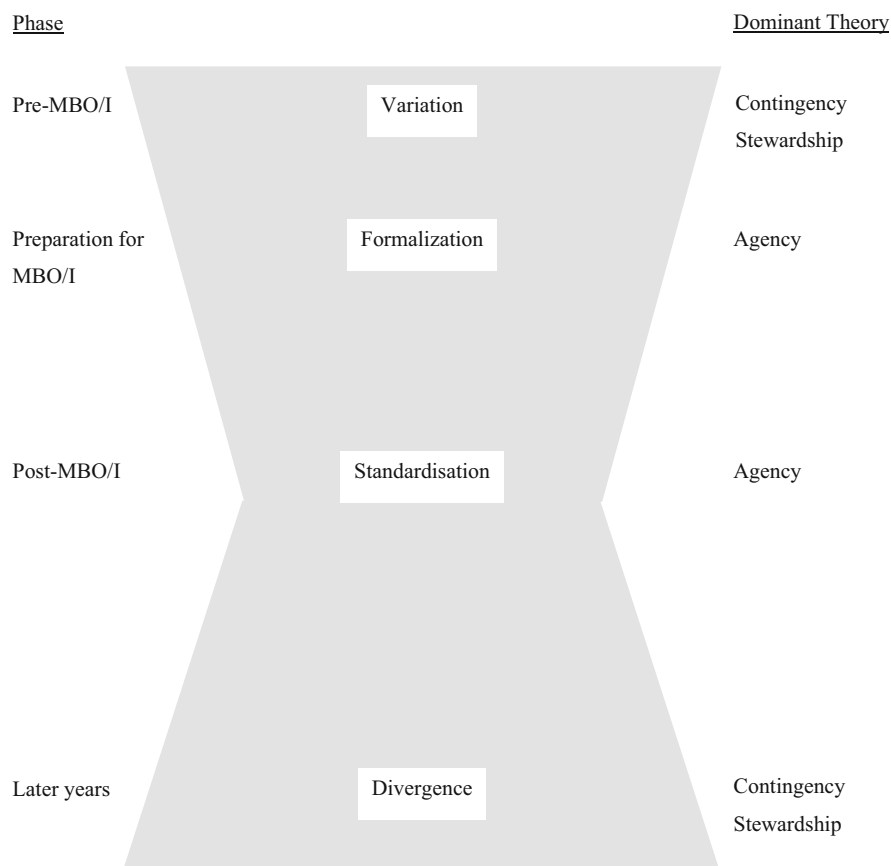 Phase
Dominant Theory
Pre-MBO/I
Variation
Contingency
Stewardship
Preparation for
MBO/I
Formalization
Agency
Post-MBO/I
Standardisation
Agency
Later years
Divergence
Contingency
Stewardship